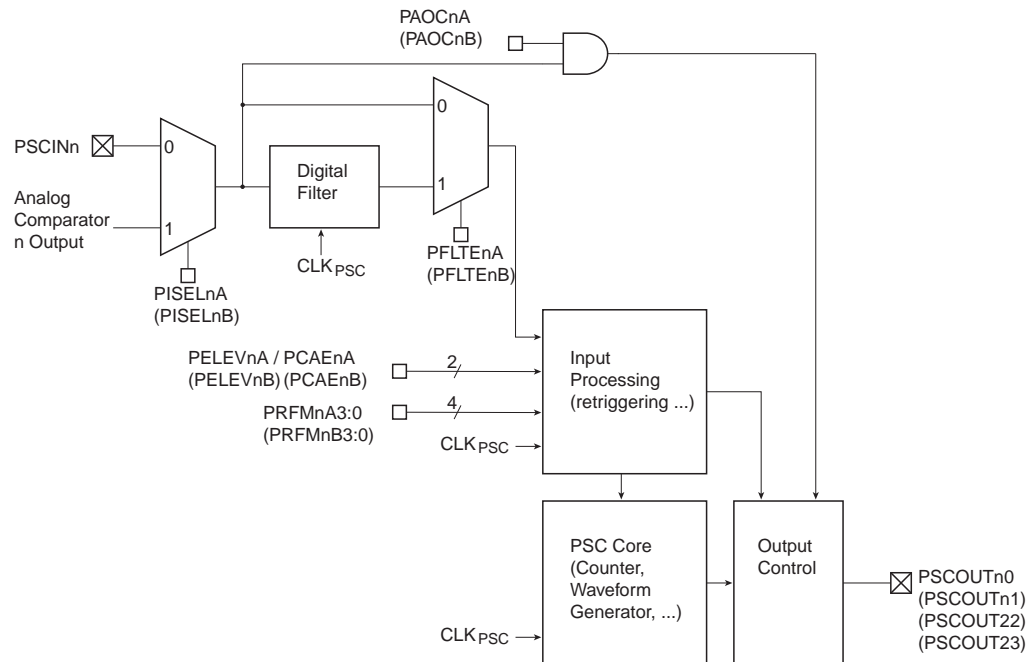 PAOCnA
(PAOCnB)
0
PSCINn
0
Digital
Filter
1
Analog
Comparator
n Output
1
CLKPSC
PFLTEnA
(PFLTEnB)
PISELnA
(PISELnB)
PELEVnA / PCAEnA
(PELEVnB) (PCAEnB)
2
Input
Processing
(retriggering ...)
PRFMnA3:0
(PRFMnB3:0)
4
CLKPSC
PSC Core
(Counter,
Waveform
Generator, ...)
Output
Control
PSCOUTn0
(PSCOUTn1)
(PSCOUT22)
(PSCOUT23)
CLKPSC